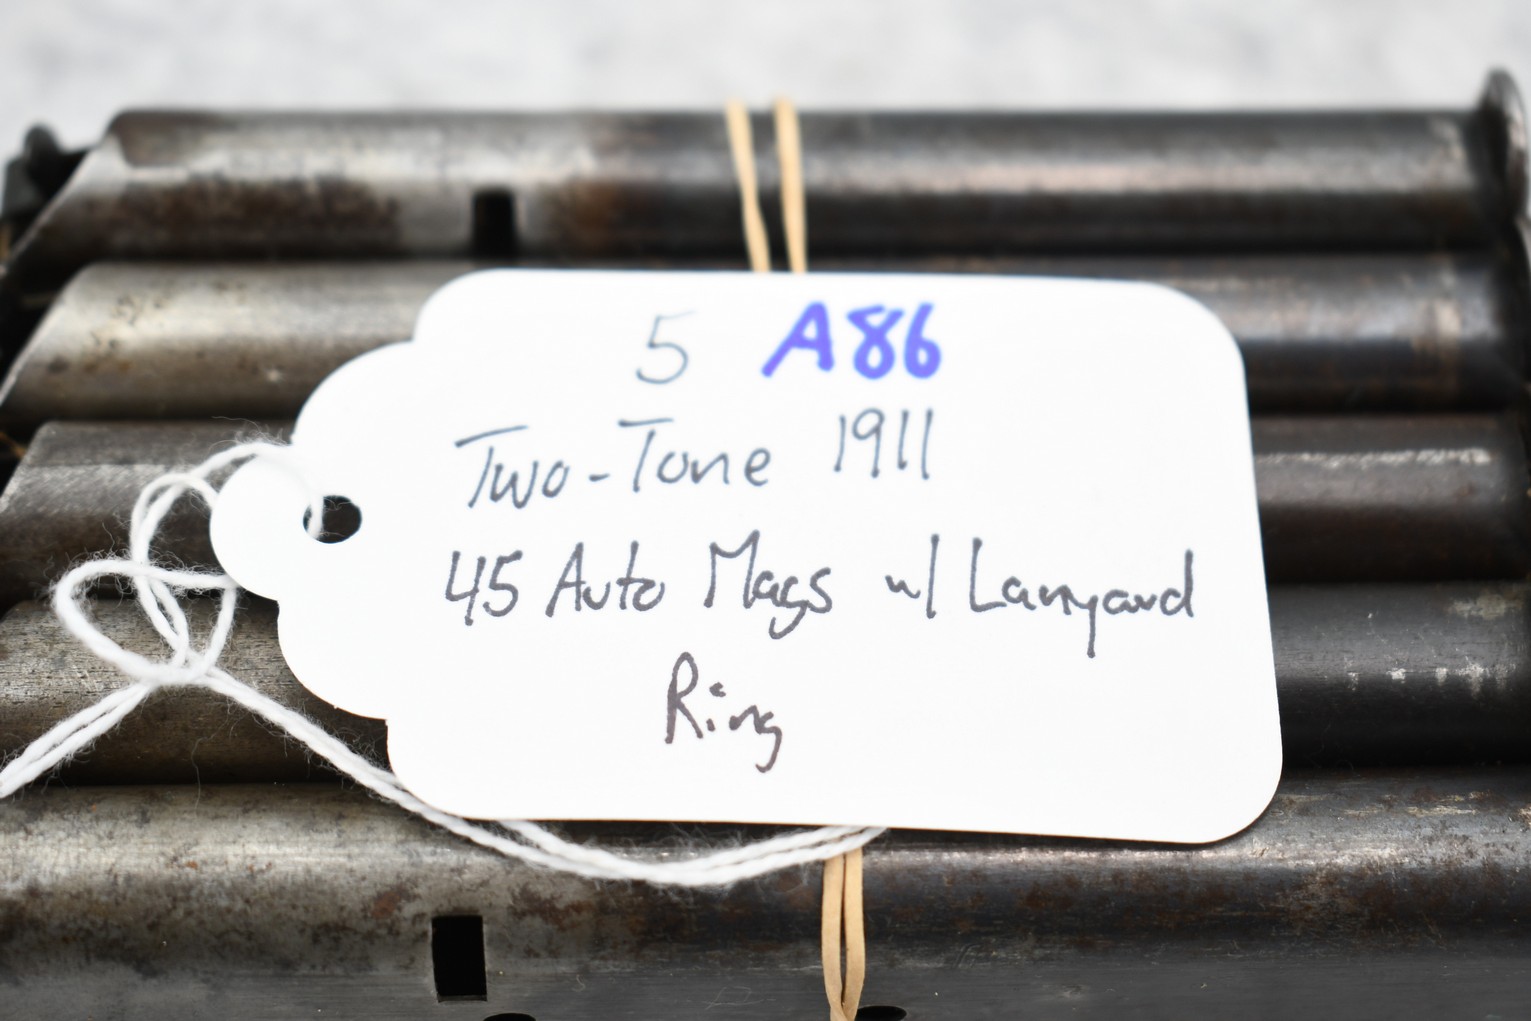 5 A86
Two-Tone 1911
45 Auto Mags w/ Lanyard
Ring